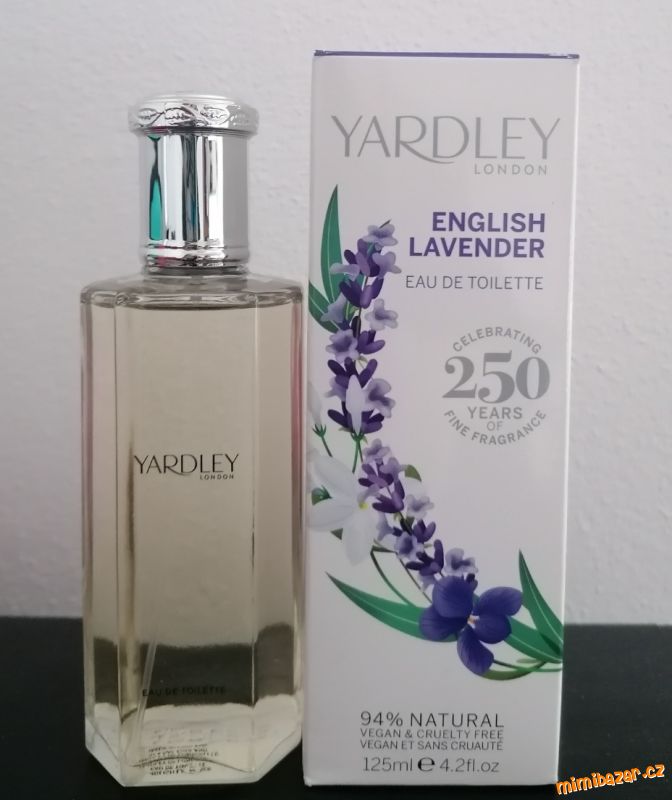 YARDLEY
LONDON
EAU DE TOILETTE
YARDLEY
LONDON
ENGLISH
LAVENDER
EAU DE TOILETTE
CELEBRATING
250
YEARS
OF
FINE FRAGRANCE
94% NATURAL
VEGAN & CRUELTY FREE
VEGAN ET SANS CRUAUTÉ
125ml e 4.2fl.oz
mimibazar.cz